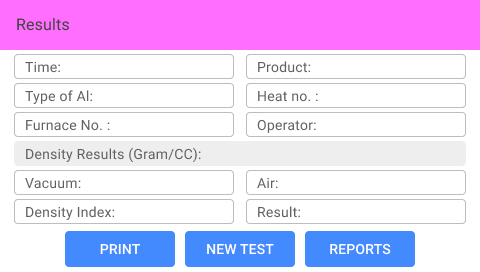 Results
Time: Product:
Type of Al: Heat no. :
Furnace No. : Operator:
Density Results (Gram/CC):
Vacuum: Air:
Density Index: Result:
PRINT NEW TEST REPORTS